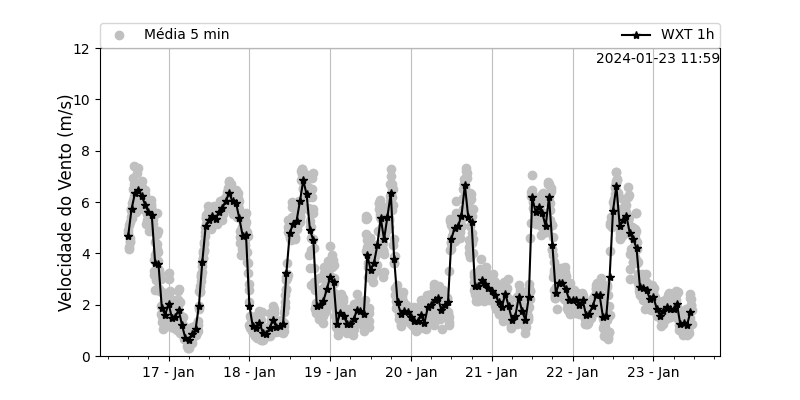 Média 5 min
WXT 1h
2024-01-23 11:59
Velocidade do Vento (m/s)
12
10
8
6
4
2
0
17 - Jan
18 - Jan
19 - Jan
20 - Jan
21 - Jan
22 - Jan
23 - Jan